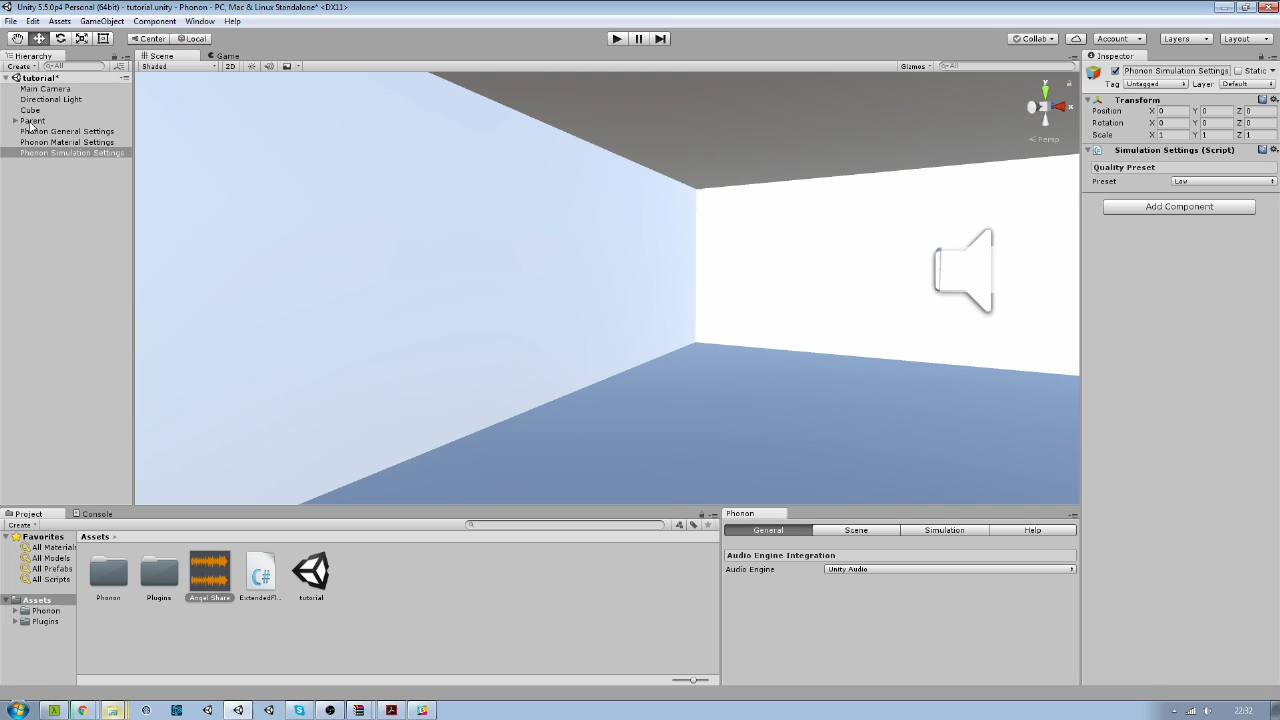 Unity 5.5.0p4 Personal (64bit) - tutorial.unity - Phonon - PC, Mac & Linux Standalone* <DX11>
File Edit Assets GameObject Component Window Help
Center Local Collab Account Layers Layout
Hierarchy
Create All
tutorial*
Main Camera
Directional Light
Cube
Parent
Phonon General Settings
Phonon Material Settings
Phonon Simulation Settings
Scene Game
Shaded 2D Gizmos All
y
x
Persp
Inspector
Phonon Simulation Settings Static
Tag Untagged Layer Default
Transform
Position X 0 Y 0 Z 0
Rotation X 0 Y 0 Z 0
Scale X 1 Y 1 Z 1
Simulation Settings (Script)
Quality Preset
Preset Low
Add Component
Project Console
Create
Favorites
All Materials
All Models
All Prefabs
All Scripts
Assets
Phonon
Plugins
Assets
Phonon Plugins Angel Share ExtendedFl... tutorial
Phonon
General Scene Simulation Help
Audio Engine Integration
Audio Engine Unity Audio
22:32